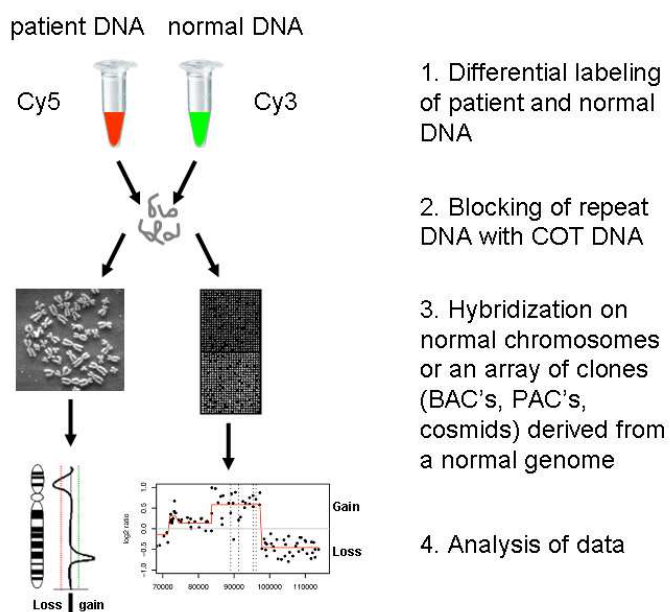 patient DNA
normal DNA
Cy5
Cy3
1. Differential labeling
of patient and normal
DNA
2. Blocking of repeat
DNA with COT DNA
3. Hybridization on
normal chromosomes
or an array of clones
(BAC's, PAC's,
cosmids) derived from
a normal genome
4. Analysis of data
Loss gain
log2 ratio
1.0
0.5
0.0
-0.5
-1.0
70000 80000 90000 100000 110000
Gain
Loss